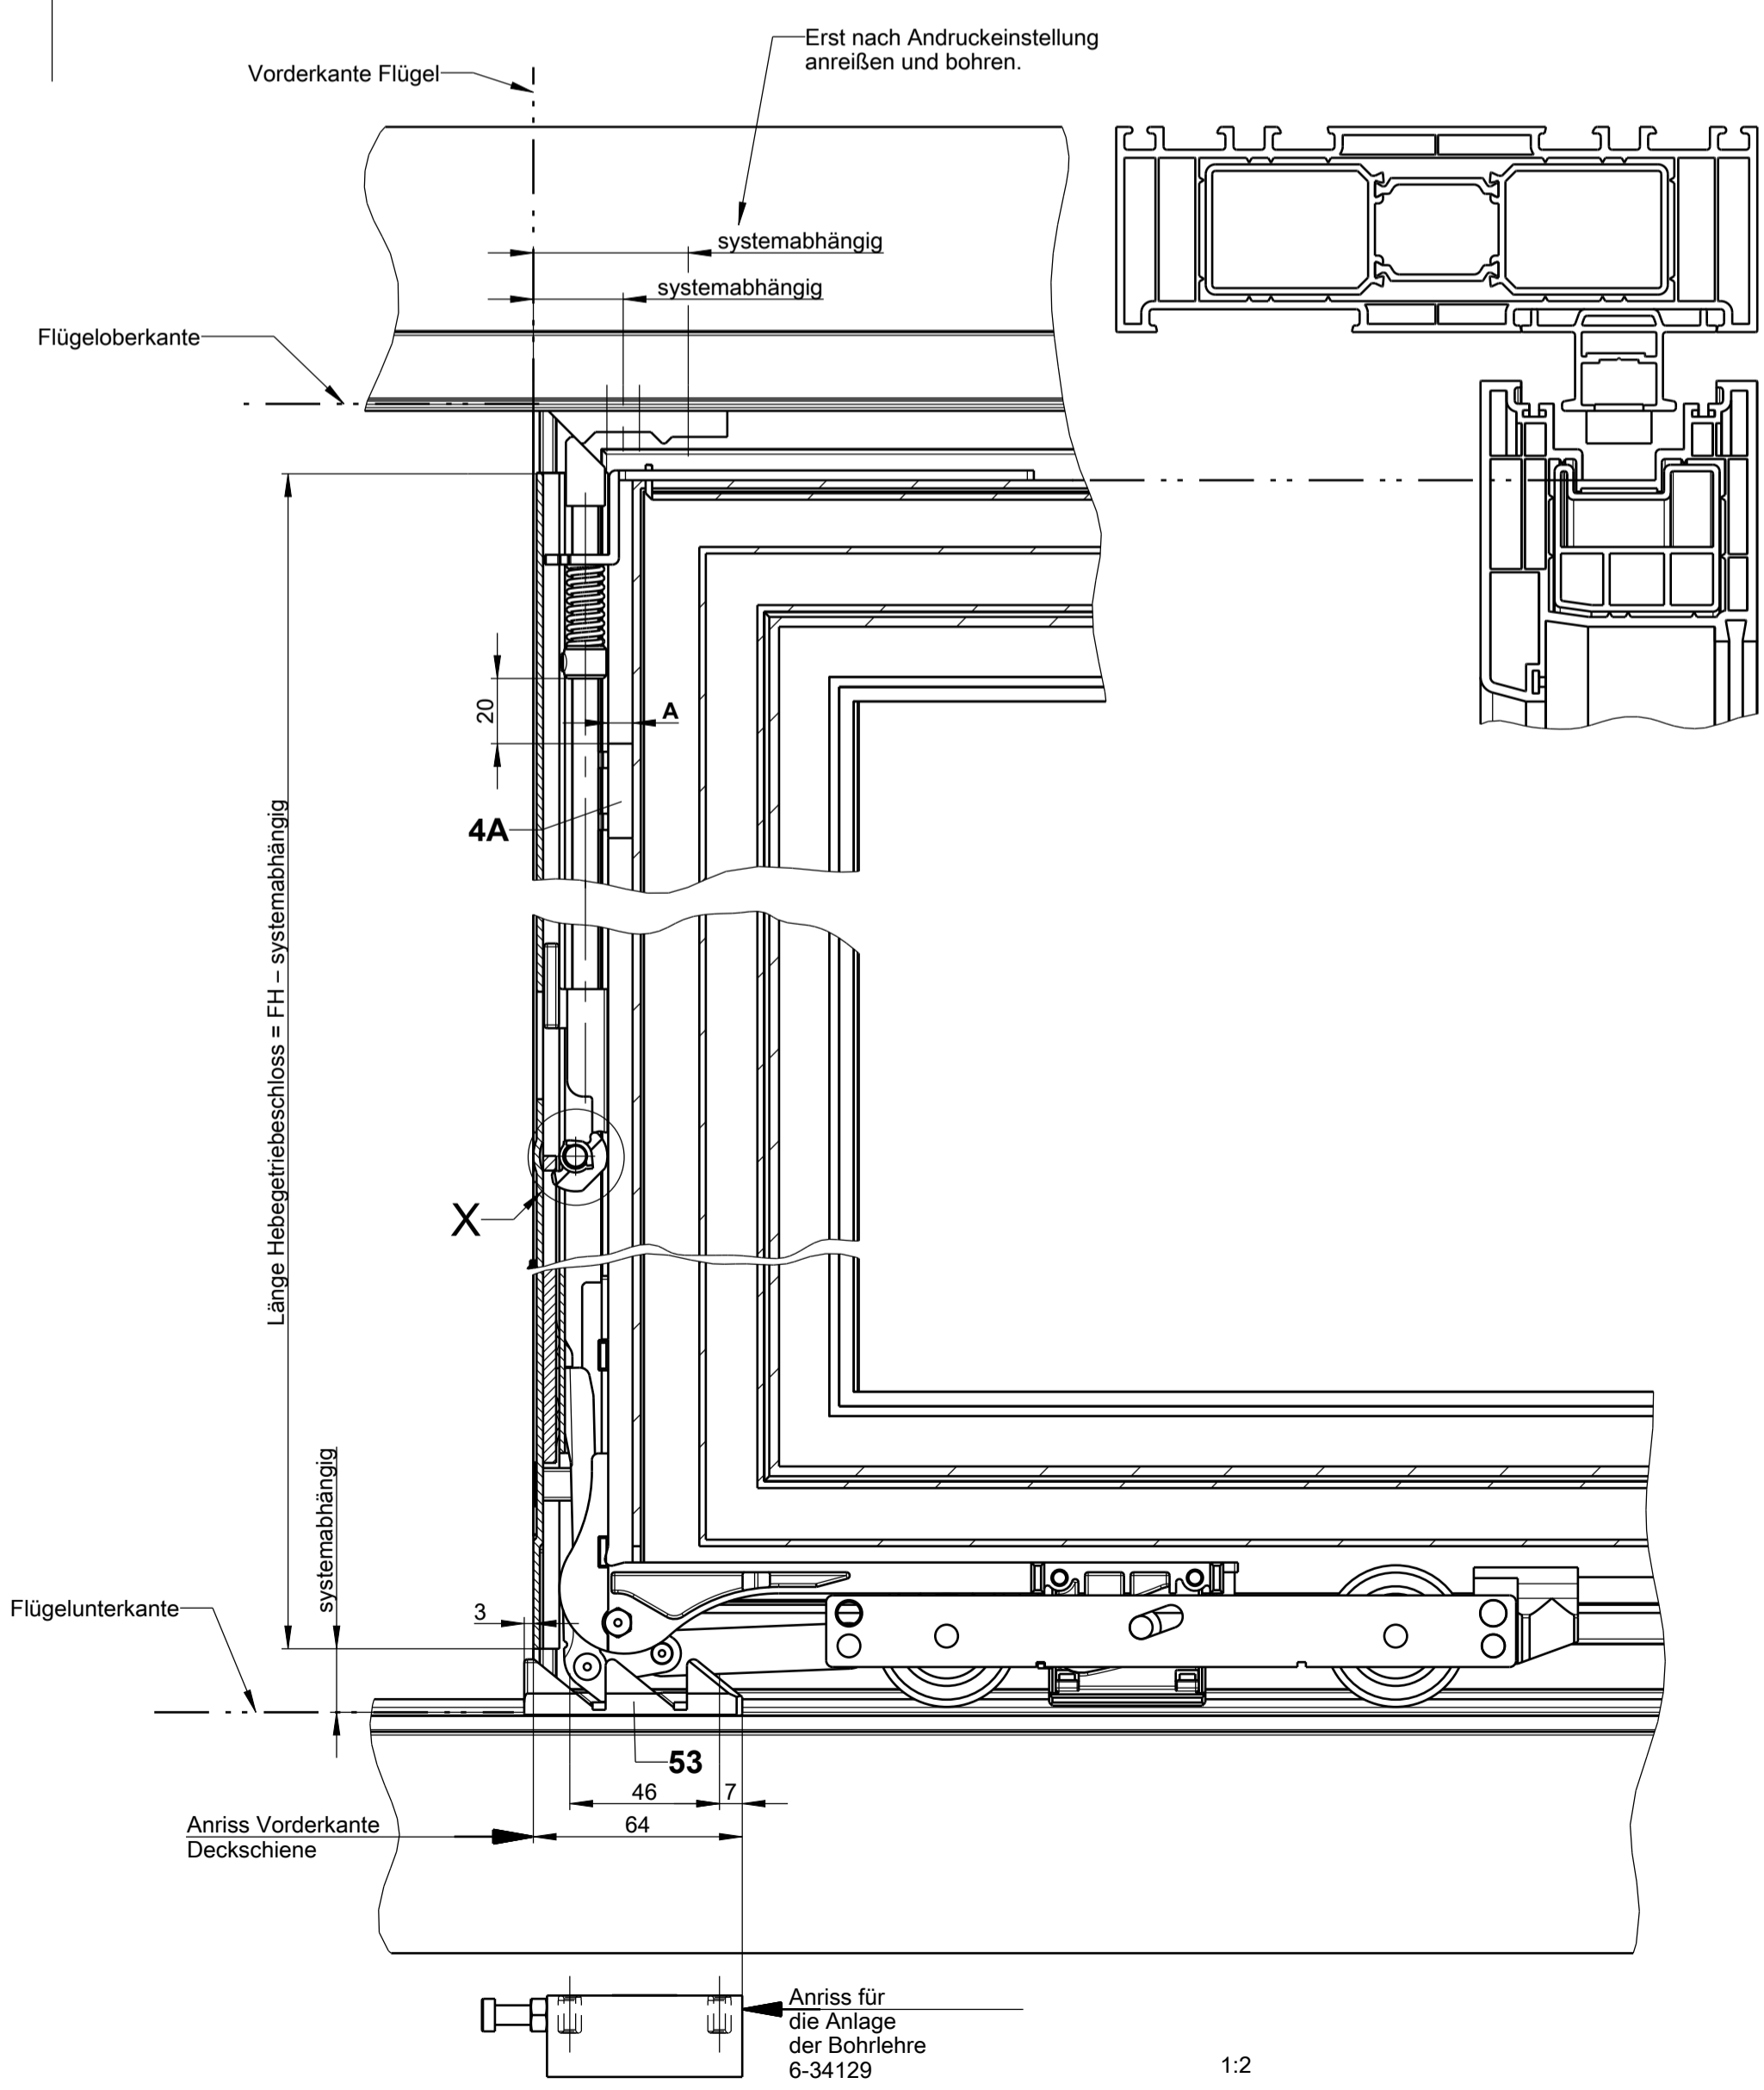 Erst nach Andruckeinstellung
anreißen und bohren.
Vorderkante Flügel
systemabhängig
systemabhängig
Flügeloberkante
20
A
4A
Länge Hebegetriebeschloss = FH – systemabhängig
X
systemabhängig
Flügelunterkante
3
53
46
7
64
Anriss Vorderkante
Deckschiene
Anriss für
die Anlage
der Bohrlehre
6-34129
1:2